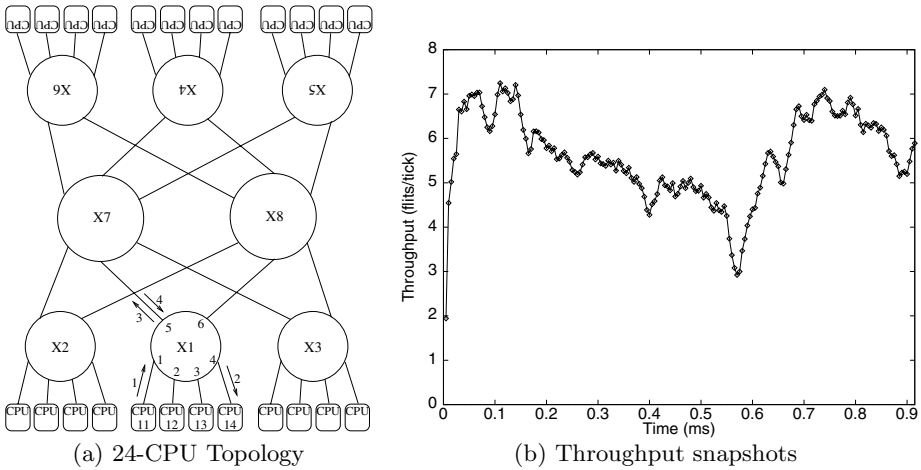 CPU CPU CPU CPU CPU CPU CPU CPU CPU CPU CPU CPU
X6 X4 X5
X7 X8
4
3
5 6
X2 X1 X3
1 4
2 3
1 2
CPU CPU CPU CPU CPU 11 CPU 12 CPU 13 CPU 14 CPU CPU CPU CPU
(a) 24-CPU Topology
8
7
6
5
4
3
2
1
0
Throughput (flits/tick)
0 0.1 0.2 0.3 0.4 0.5 0.6 0.7 0.8 0.9
Time (ms)
(b) Throughput snapshots